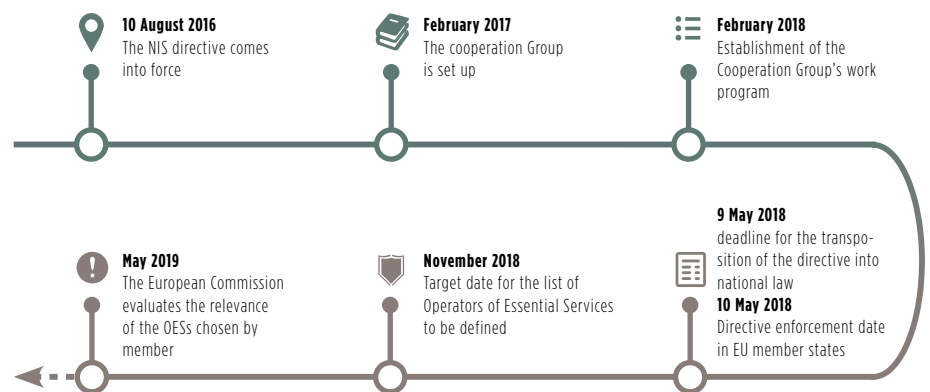 10 August 2016
The NIS directive comes
into force
February 2017
The cooperation Group
is set up
February 2018
Establishment of the
Cooperation Group's work
program
9 May 2018
deadline for the transpo-
sition of the directive into
national law
10 May 2018
Directive enforcement date
in EU member states
November 2018
Target date for the list of
Operators of Essential Services
to be defined
May 2019
The European Commission
evaluates the relevance
of the OESs chosen by
member